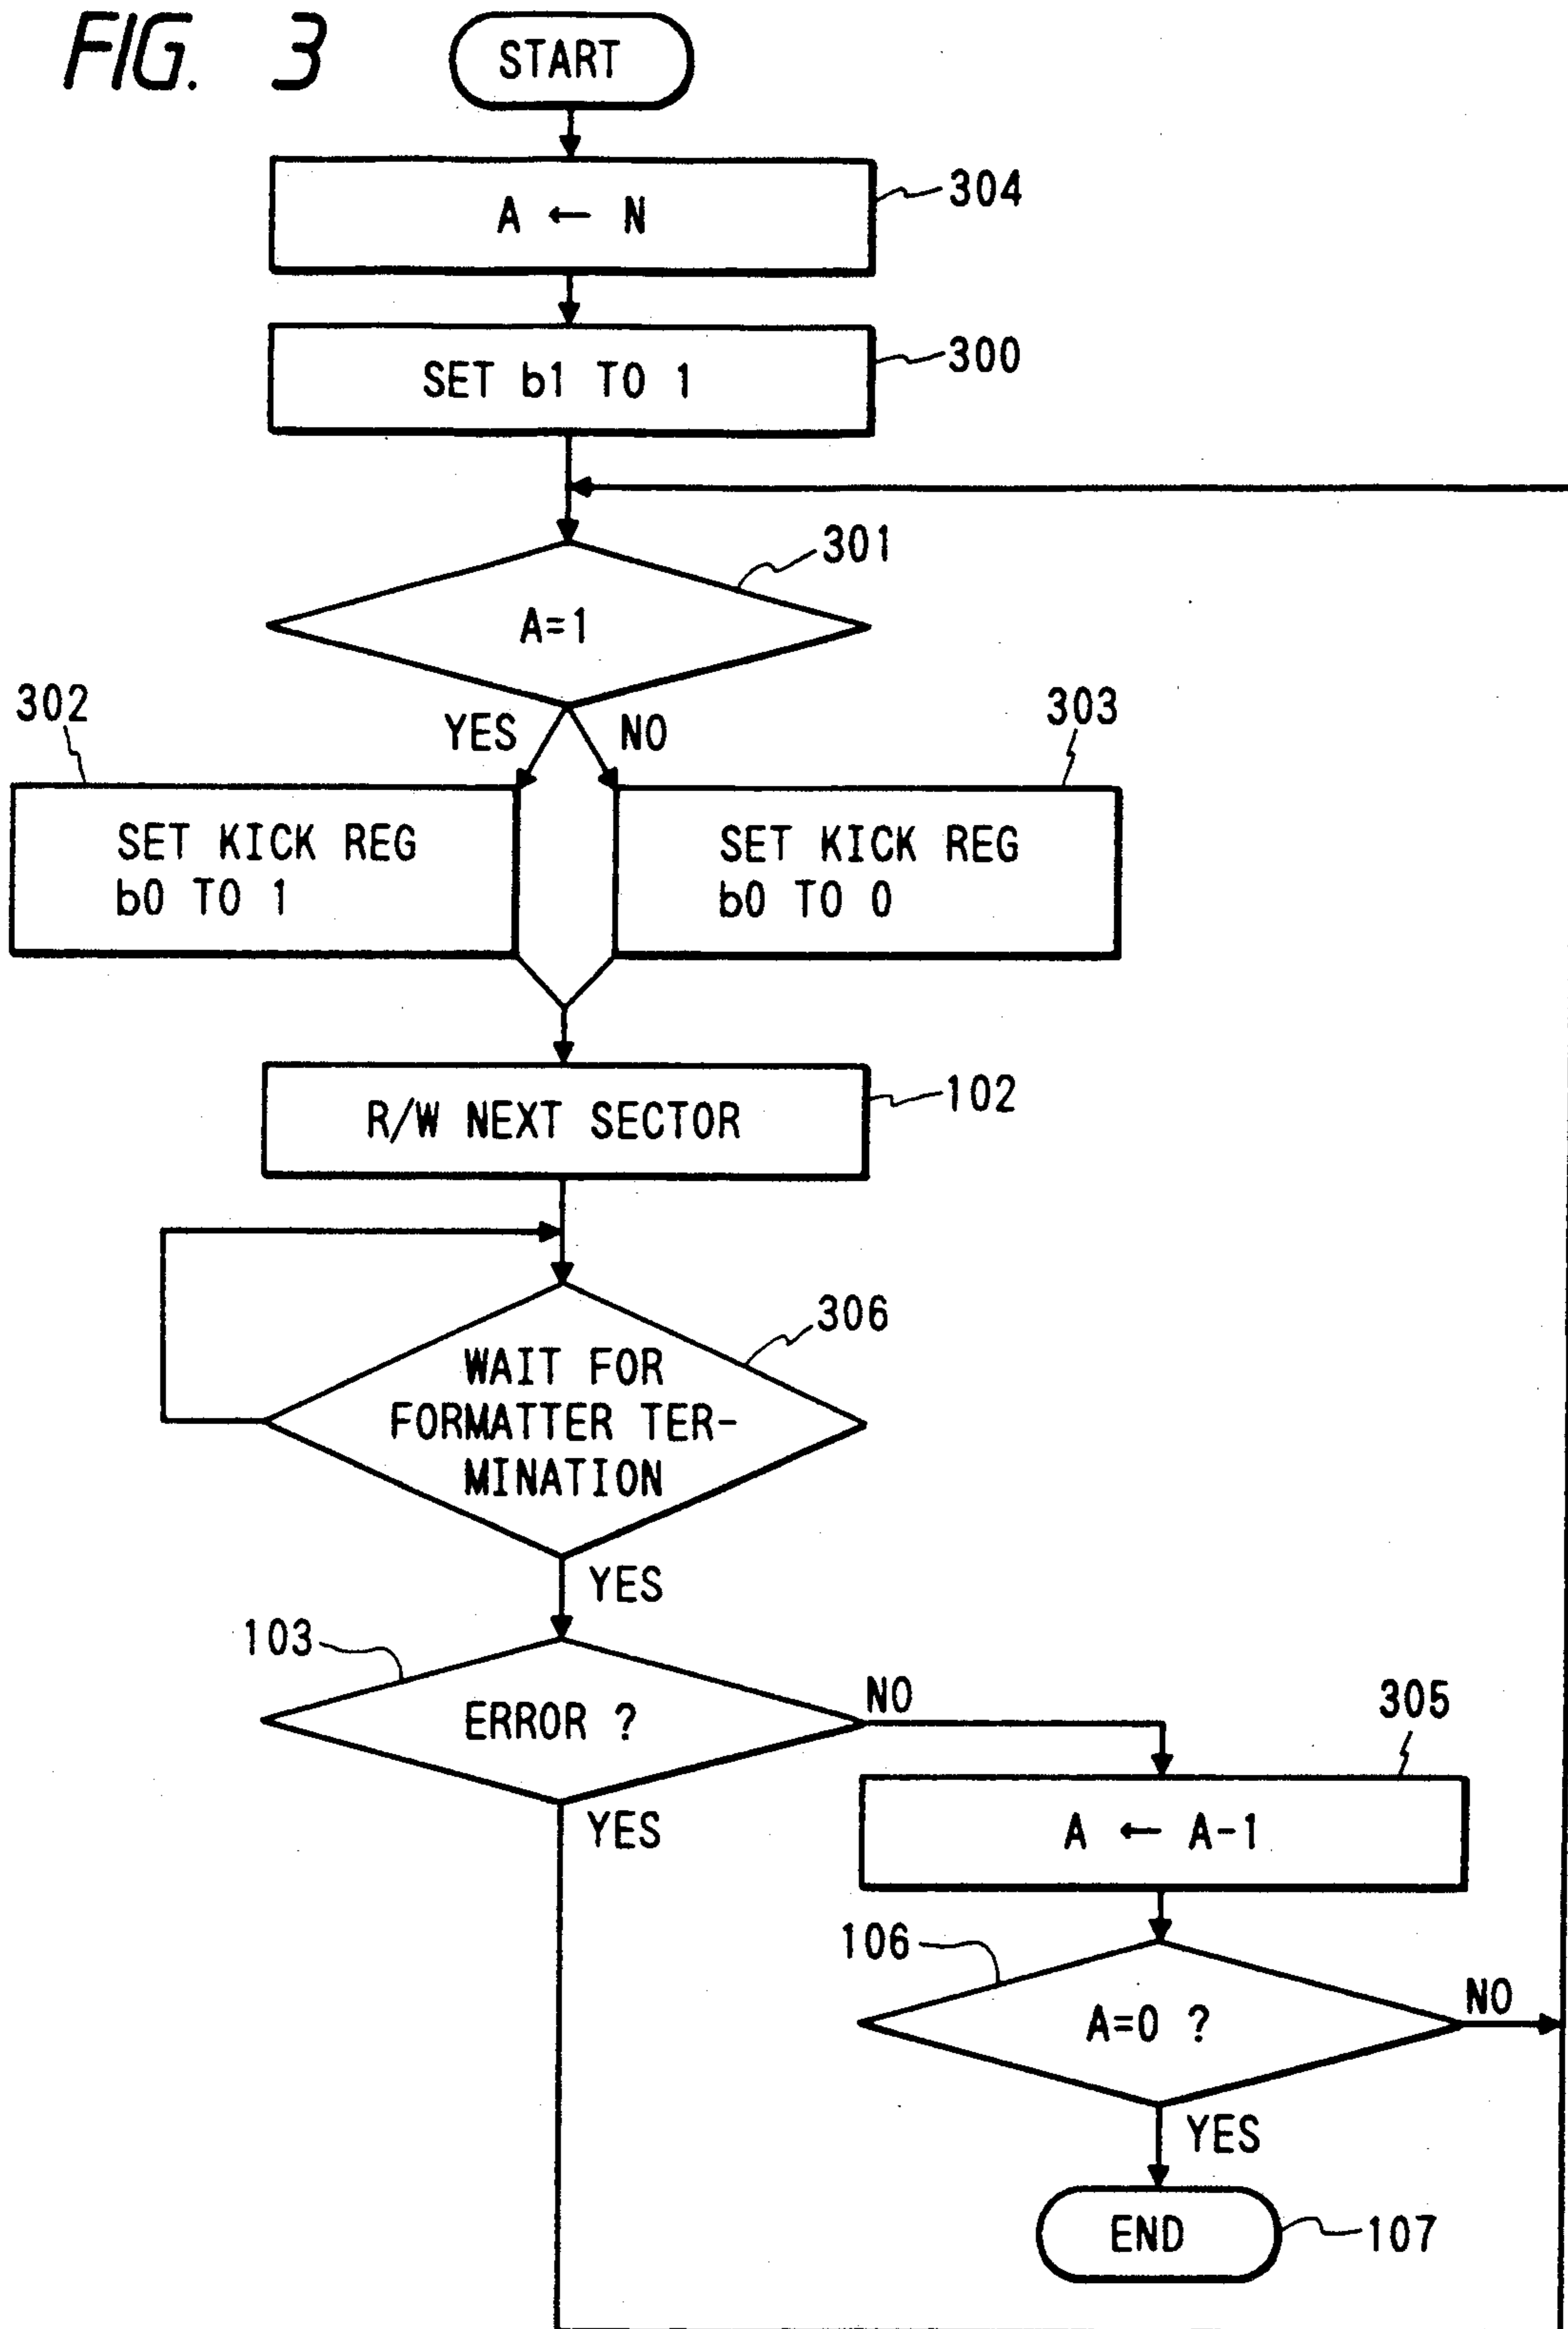 FIG. 3
START
A ← N
304
SET b1 TO 1
300
301
A=1
302
YES
NO
303
SET KICK REG
b0 TO 1
SET KICK REG
b0 TO 0
R/W NEXT SECTOR
102
306
WAIT FOR
FORMATTER TER-
MINATION
YES
103
ERROR ?
NO
305
YES
A ← A-1
106
A=0 ?
NO
YES
END
107